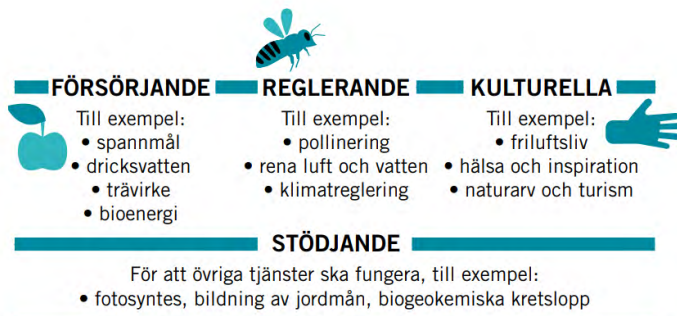 FÖRSÖRJANDE
Till exempel:
• spannmål
• dricksvatten
• trävirke
• bioenergi
REGLERANDE
Till exempel:
• pollinering
• rena luft och vatten
• klimatreglering
KULTURELLA
Till exempel:
• friluftsliv
• hälsa och inspiration
• naturarv och turism
STÖDJANDE
För att övriga tjänster ska fungera, till exempel:
• fotosyntes, bildning av jordmån, biogeokemiska kretslopp